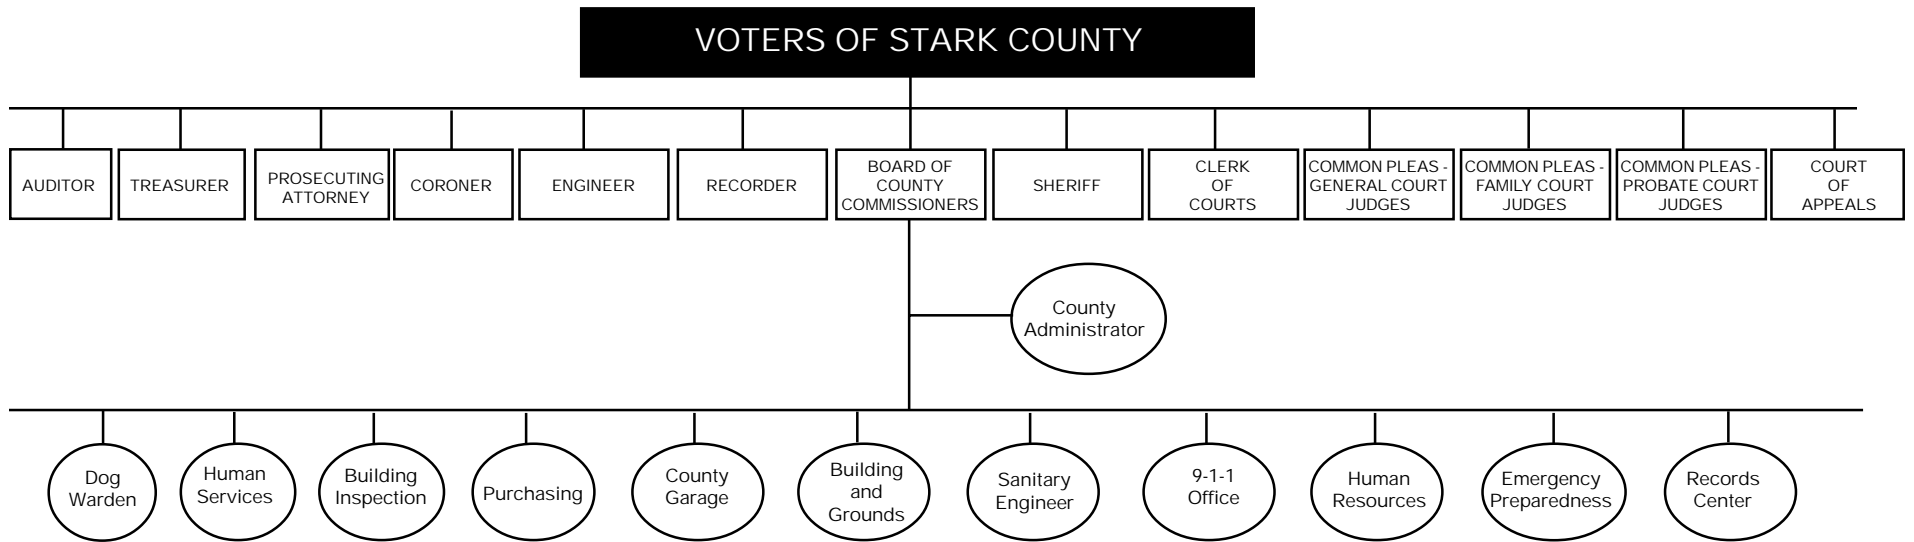 VOTERS OF STARK COUNTY
AUDITOR
TREASURER
PROSECUTING
ATTORNEY
CORONER
ENGINEER
RECORDER
BOARD OF
COUNTY
COMMISSIONERS
SHERIFF
CLERK
OF
COURTS
COMMON PLEAS -
GENERAL COURT
JUDGES
COMMON PLEAS -
FAMILY COURT
JUDGES
COMMON PLEAS -
PROBATE COURT
JUDGES
COURT
OF
APPEALS
County
Administrator
Dog
Warden
Human
Services
Building
Inspection
Purchasing
County
Garage
Building
and
Grounds
Sanitary
Engineer
9-1-1
Office
Human
Resources
Emergency
Preparedness
Records
Center